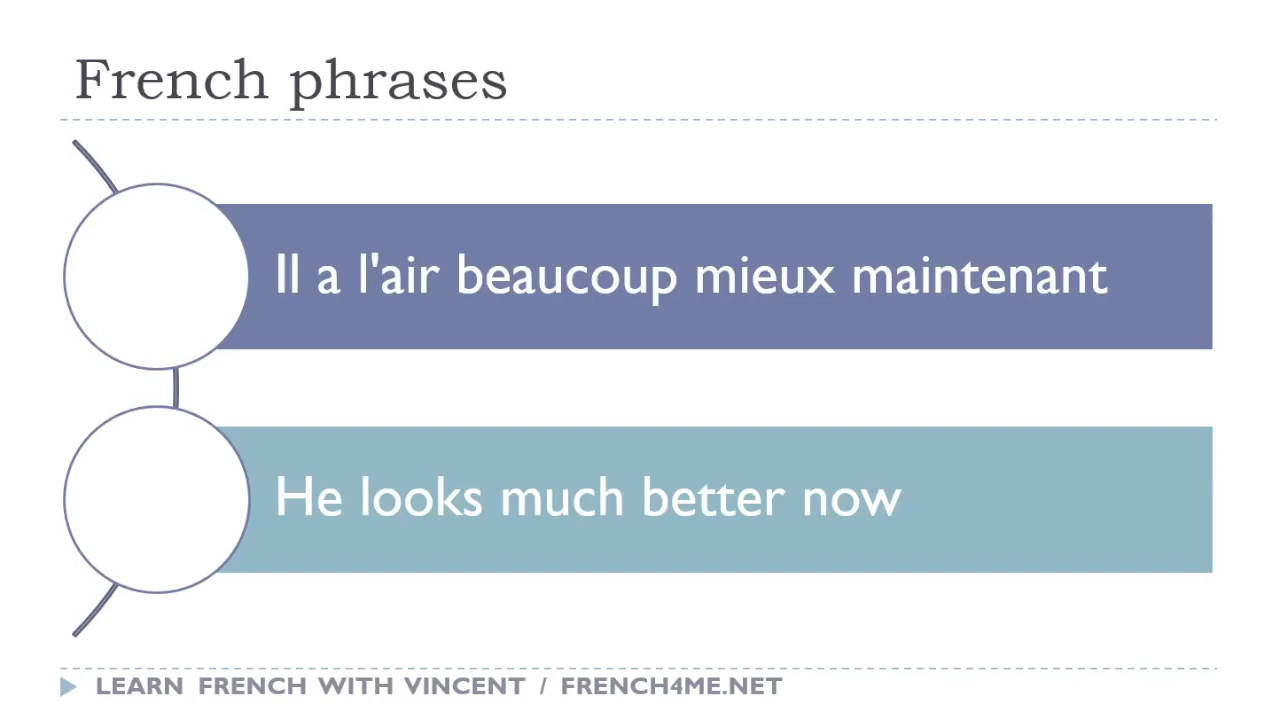 French phrases
Il a l'air beaucoup mieux maintenant
He looks much better now
LEARN FRENCH WITH VINCENT / FRENCH4ME.NET